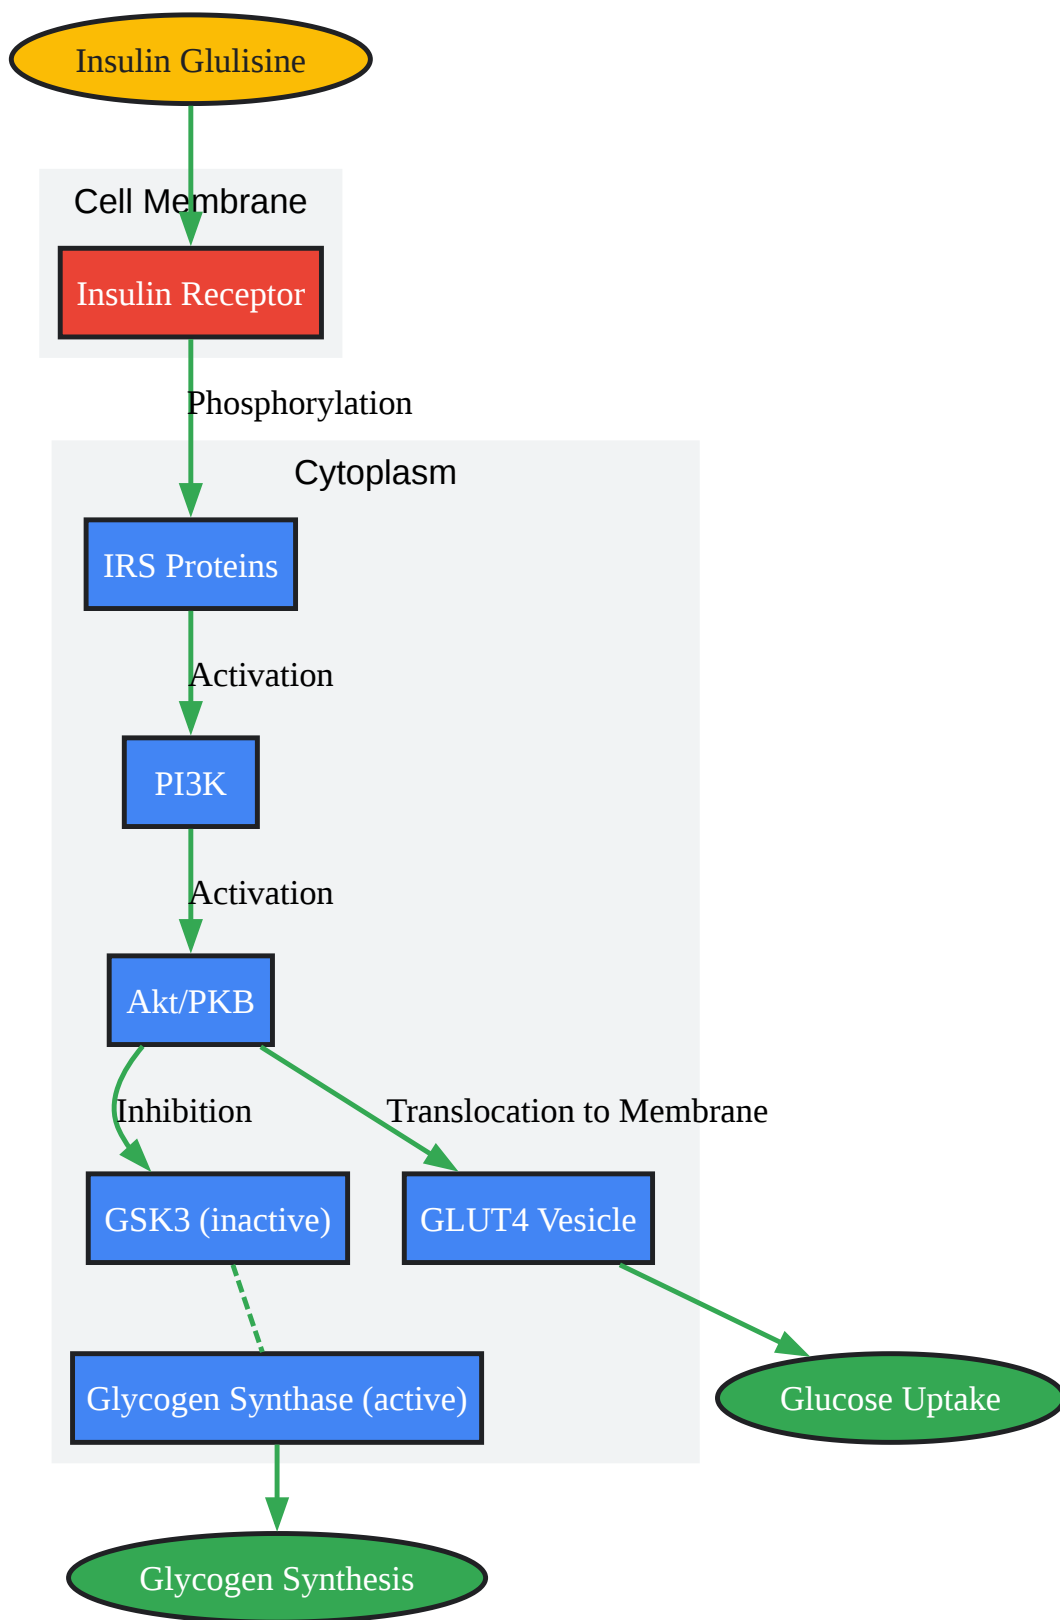 Insulin Glulisine
Cell Membrane
Insulin Receptor
Phosphorylation
Cytoplasm
IRS Proteins
Activation
PI3K
Activation
Akt/PKB
Inhibition
Translocation to Membrane
GSK3 (inactive)
GLUT4 Vesicle
Glycogen Synthase (active)
Glucose Uptake
Glycogen Synthesis